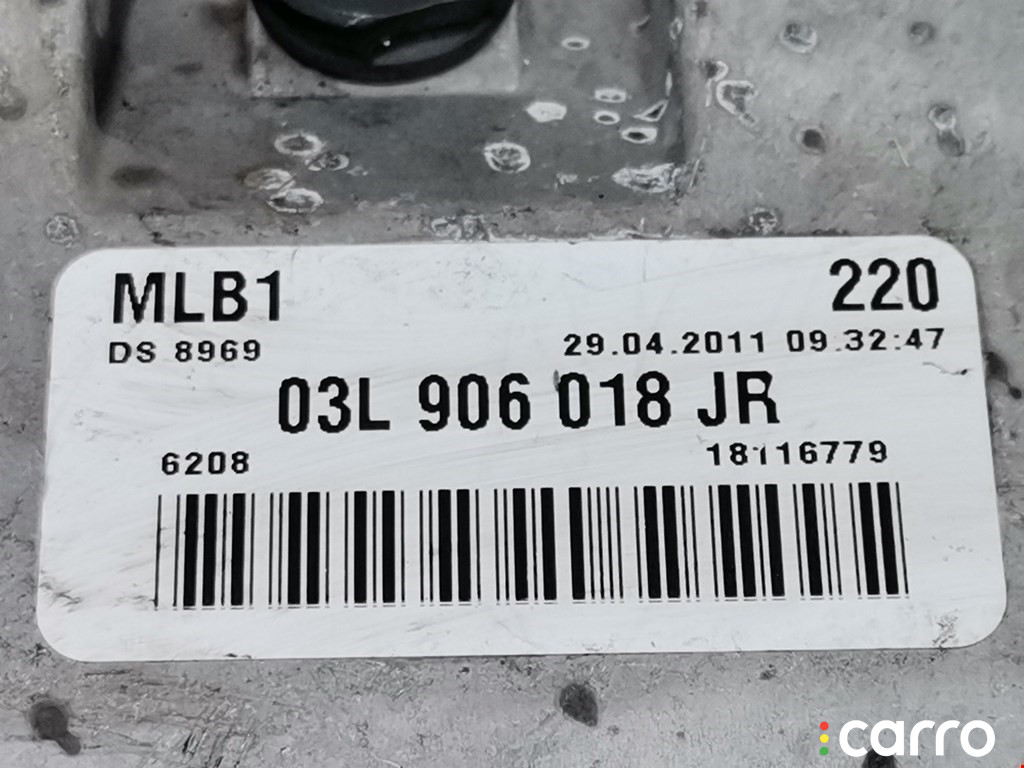 MLB1 220
DS 8969 29.04.2011 09:32:47
03L 906 018 JR
6208 18116779
carro